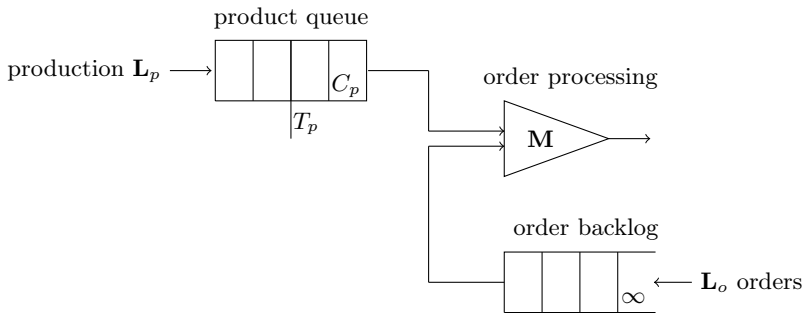 product queue
production L_p
C_p
T_p
order processing
M
order backlog
∞
L_o orders